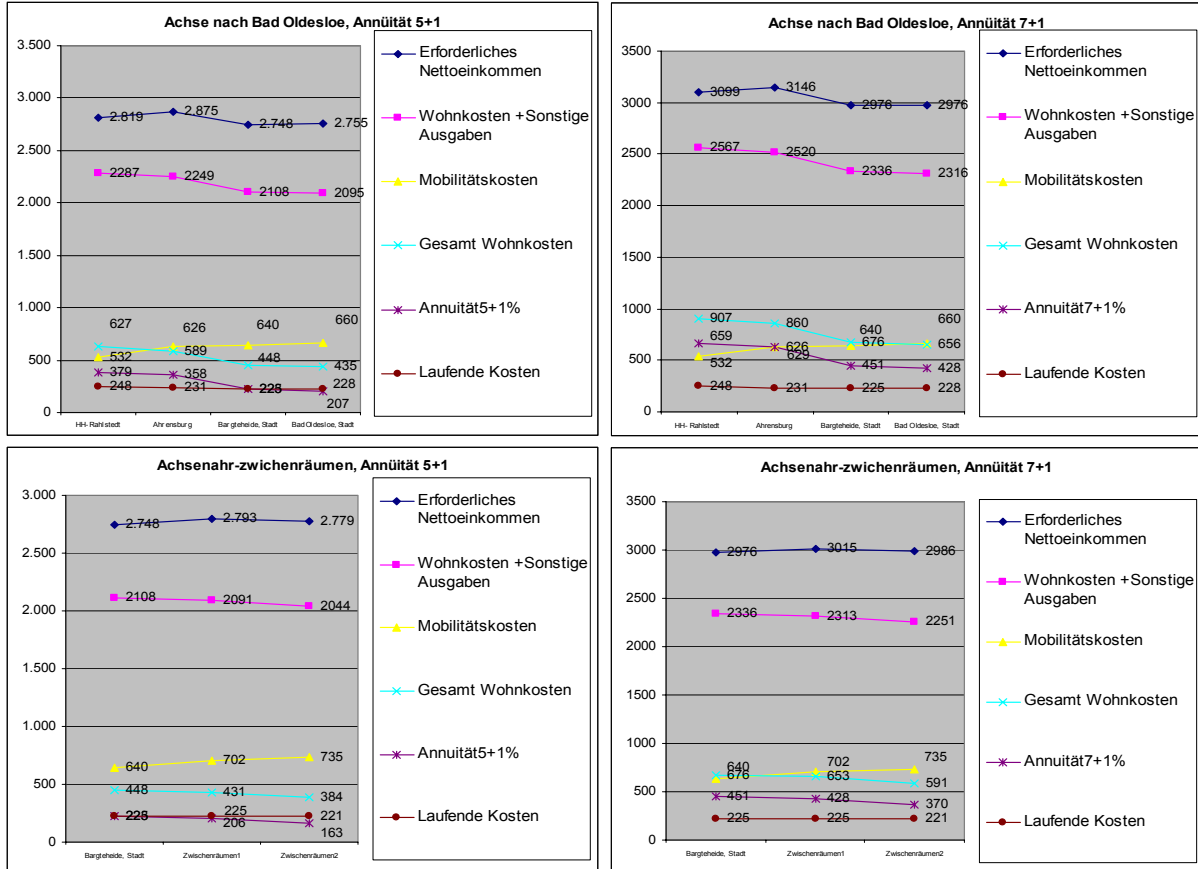 Achse nach Bad Oldesloe, Annüität 5+1
3.500
3.000
2.500
2.000
1.500
1.000
500
0
2.819 2.875 2.748 2.755
2287 2249 2108 2095
627 626 640 660
532 589 448 435
379 358 228
248 231 225 228
207
HH- Rahlstedt Ahrensburg Bargteheide, Stadt Bad Oldesloe, Stadt
Erforderliches
Nettoeinkommen
Wohnkosten +Sonstige
Ausgaben
Mobilitätskosten
Gesamt Wohnkosten
Annuität5+1%
Laufende Kosten
Achse nach Bad Oldesloe, Annüität 7+1
3500
3000
2500
2000
1500
1000
500
0
3099 3146 2976 2976
2567 2520 2336 2316
907 860 640 660
659 626 676 656
532 629 451 428
248 231 225 228
HH- Rahlstedt Ahrensburg Bargteheide, Stadt Bad Oldesloe, Stadt
Erforderliches
Nettoeinkommen
Wohnkosten +Sonstige
Ausgaben
Mobilitätskosten
Gesamt Wohnkosten
Annuität7+1%
Laufende Kosten
Achsenahr-zwichenräumen, Annüität 5+1
3.000
2.500
2.000
1.500
1.000
500
0
2.748 2.793 2.779
2108 2091 2044
640 702 735
448 431 384
225 225 221
206 163
Bargteheide, Stadt Zwischenräumen1 Zwischenräumen2
Erforderliches
Nettoeinkommen
Wohnkosten +Sonstige
Ausgaben
Mobilitätskosten
Gesamt Wohnkosten
Annuität5+1%
Laufende Kosten
Achsenahr-zwichenräumen, Annüität 7+1
3500
3000
2500
2000
1500
1000
500
0
2976 3015 2986
2336 2313 2251
640 702 735
676 653 591
451 428 370
225 225 221
Bargteheide, Stadt Zwischenräumen1 Zwischenräumen2
Erforderliches
Nettoeinkommen
Wohnkosten +Sonstige
Ausgaben
Mobilitätskosten
Gesamt Wohnkosten
Annuität7+1%
Laufende Kosten